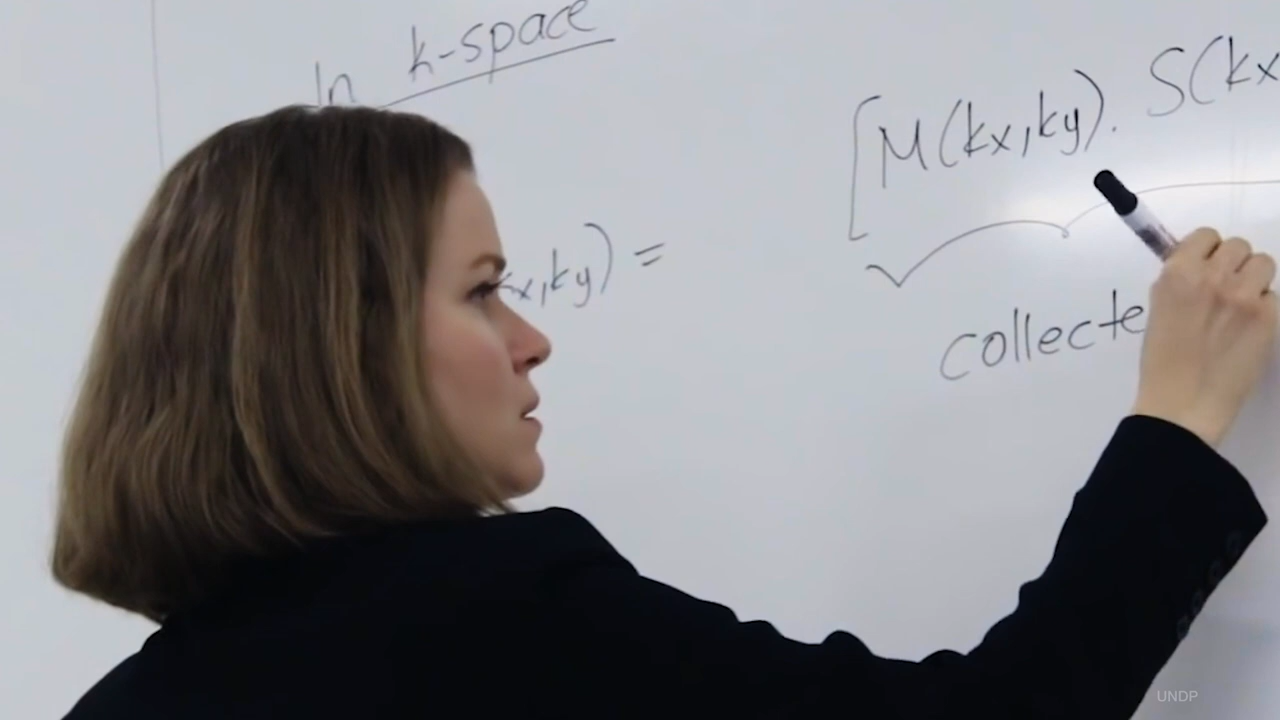 In k-space
[M(kx,ky). S(kx
kx,ky) =
collecte
UNDP